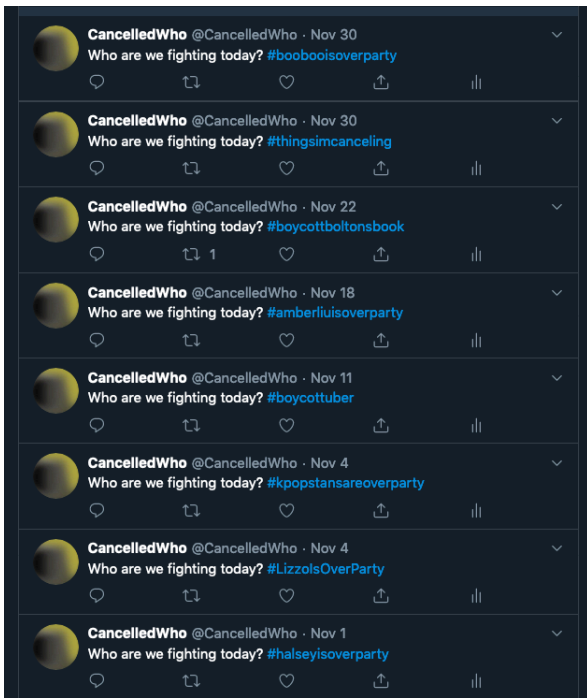 CancelledWho @CancelledWho · Nov 30
Who are we fighting today? #boobooisoverparty
CancelledWho @CancelledWho · Nov 30
Who are we fighting today? #thingsimcanceling
CancelledWho @CancelledWho · Nov 22
Who are we fighting today? #boycottboltonsbook
1
CancelledWho @CancelledWho · Nov 18
Who are we fighting today? #amberliuisoverparty
CancelledWho @CancelledWho · Nov 11
Who are we fighting today? #boycottuber
CancelledWho @CancelledWho · Nov 4
Who are we fighting today? #kpopstansareoverparty
CancelledWho @CancelledWho · Nov 4
Who are we fighting today? #LizzoIsOverParty
CancelledWho @CancelledWho · Nov 1
Who are we fighting today? #halseyisoverparty